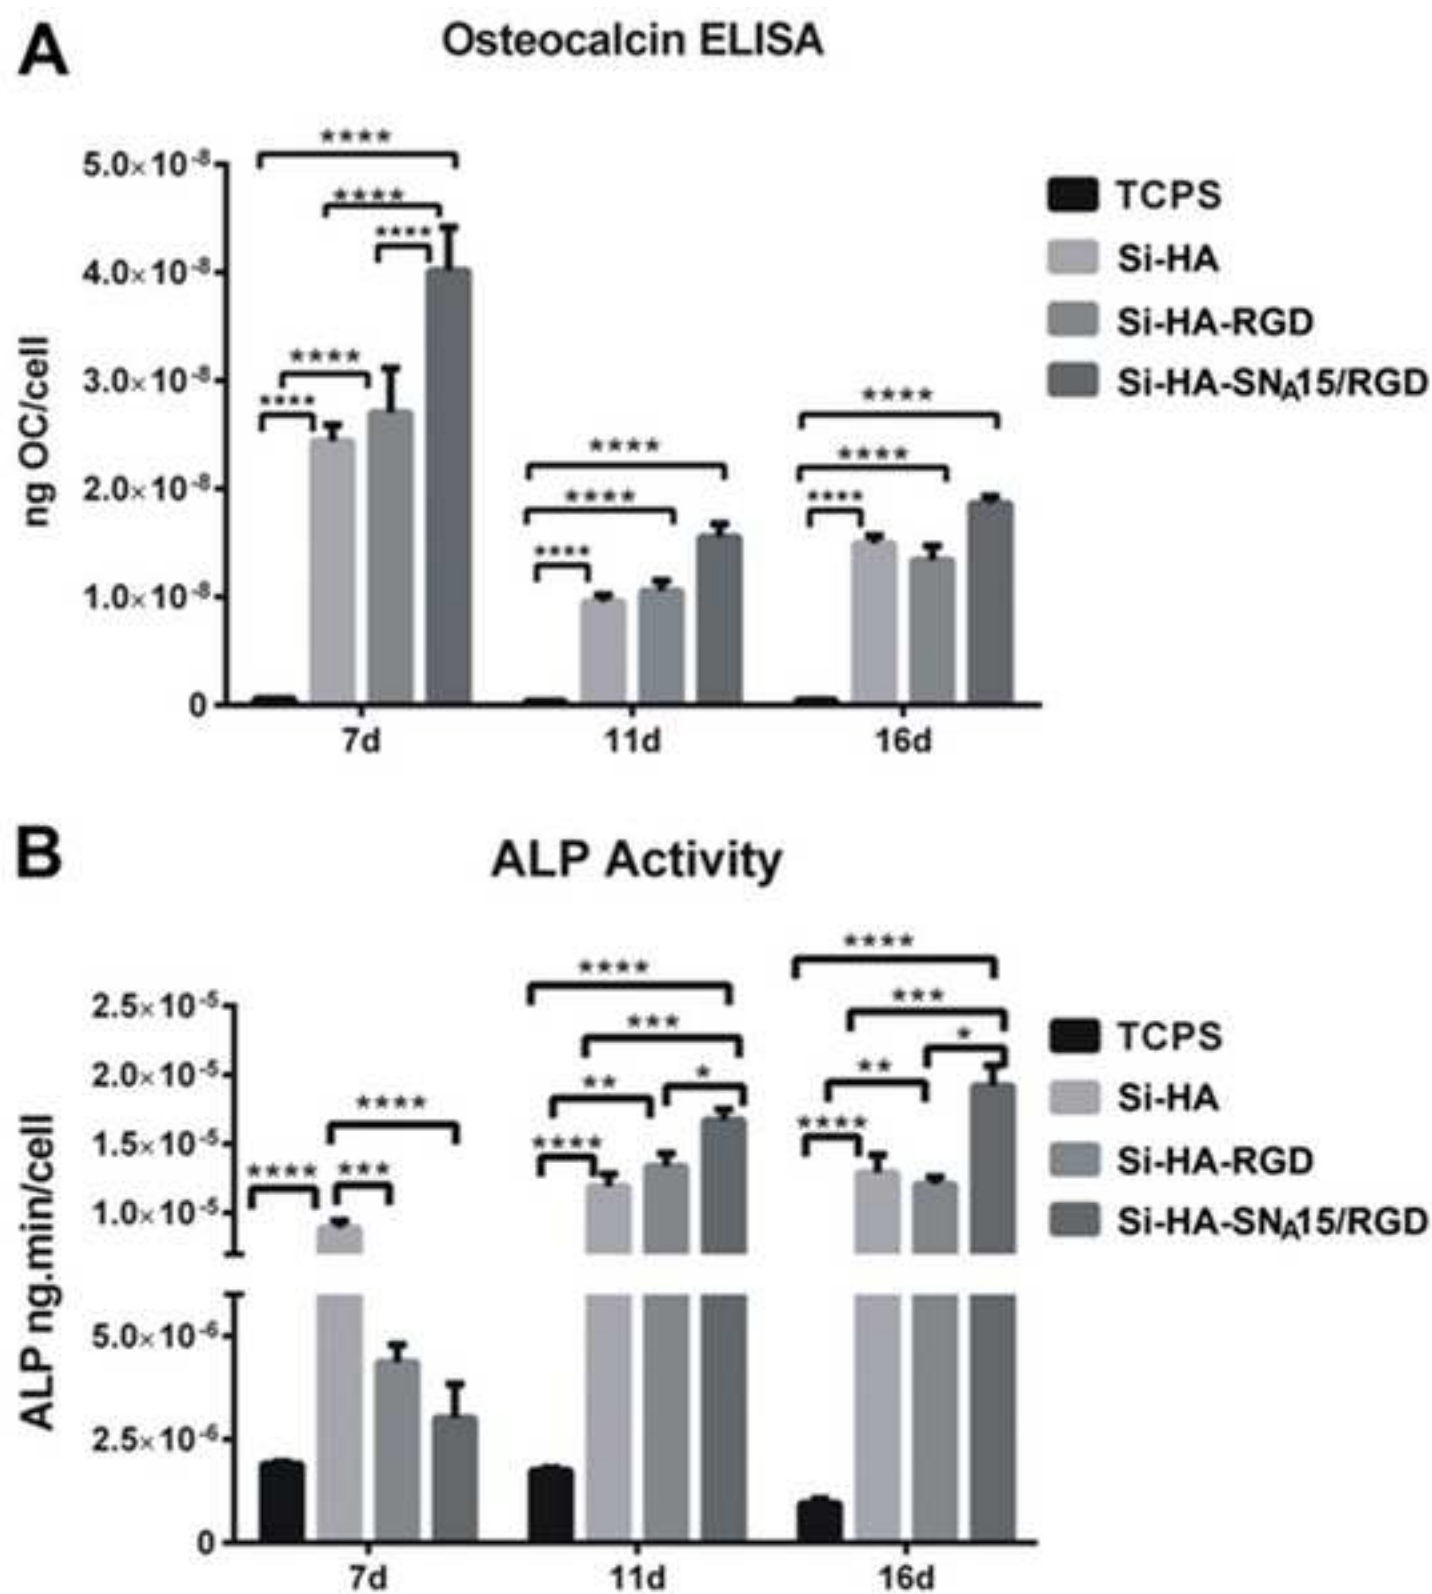 A
Osteocalcin ELISA
****
5.0×10⁻⁸
****
****
4.0×10⁻⁸
****
3.0×10⁻⁸
****
****
****
****
****
2.0×10⁻⁸
****
****
****
1.0×10⁻⁸
0
ng OC/cell
7d
11d
16d
TCPS
Si-HA
Si-HA-RGD
Si-HA-SN_A15/RGD
B
ALP Activity
****
****
2.5×10⁻⁵
***
***
*
2.0×10⁻⁵
**
*
**
****
1.5×10⁻⁵
****
****
****
***
1.0×10⁻⁵
5.0×10⁻⁶
2.5×10⁻⁶
0
ALP ng.min/cell
7d
11d
16d
TCPS
Si-HA
Si-HA-RGD
Si-HA-SN_A15/RGD